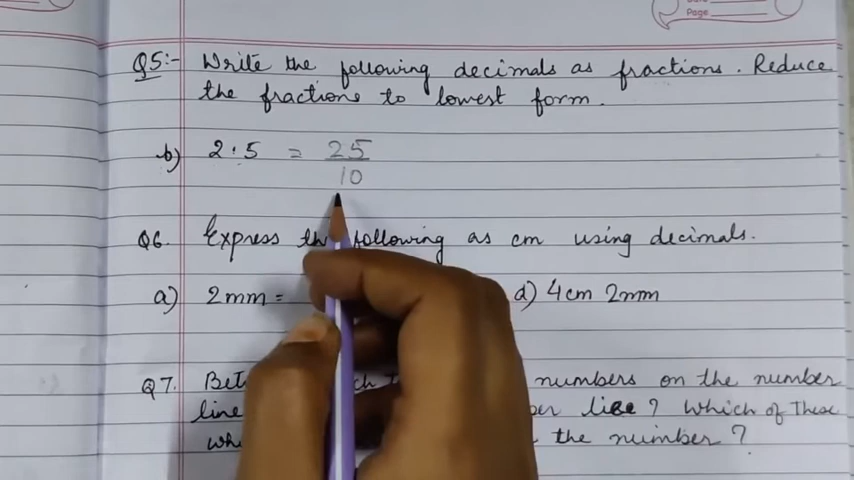 Page
Q5:- Write the following decimals as fractions. Reduce
the fractions to lowest form.
b) 2.5 = 25/10
Q6. Express the following as cm using decimals.
a) 2mm = d) 4cm 2mm
Q7. numbers on the number
line lise? which of these
the number?